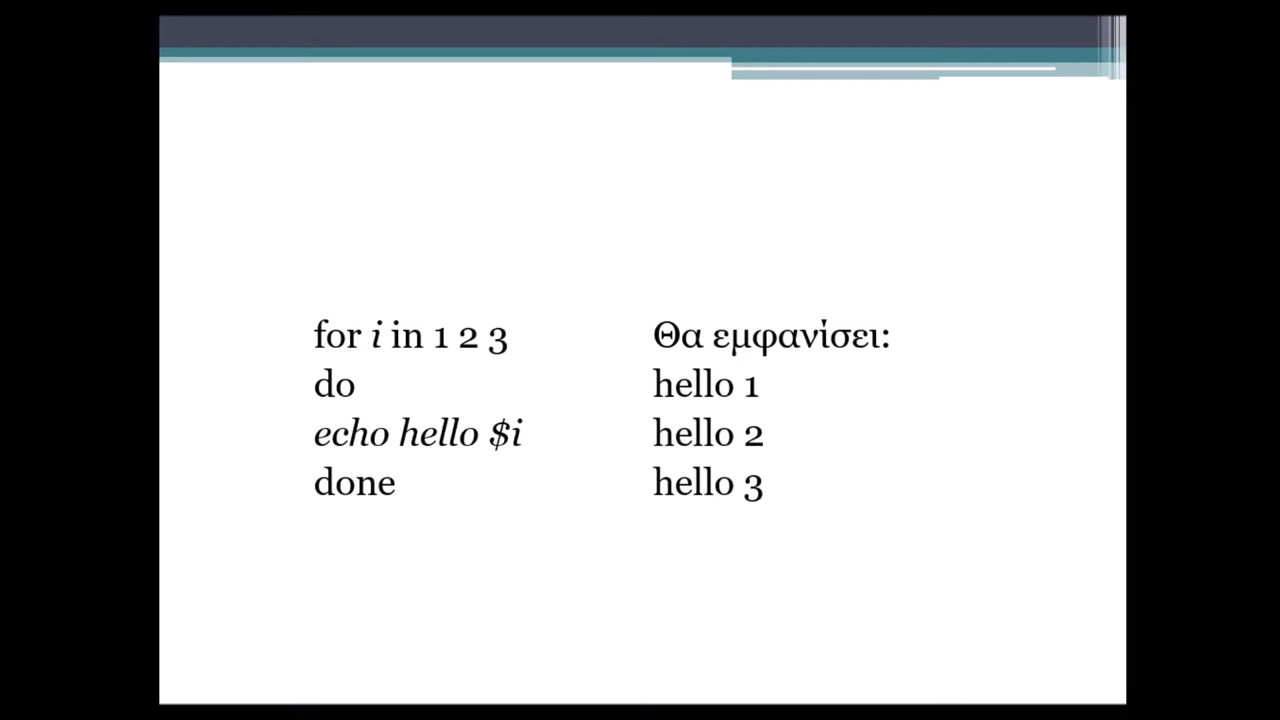 for i in 1 2 3
do
echo hello $i
done
Θα εμφανίσει:
hello 1
hello 2
hello 3